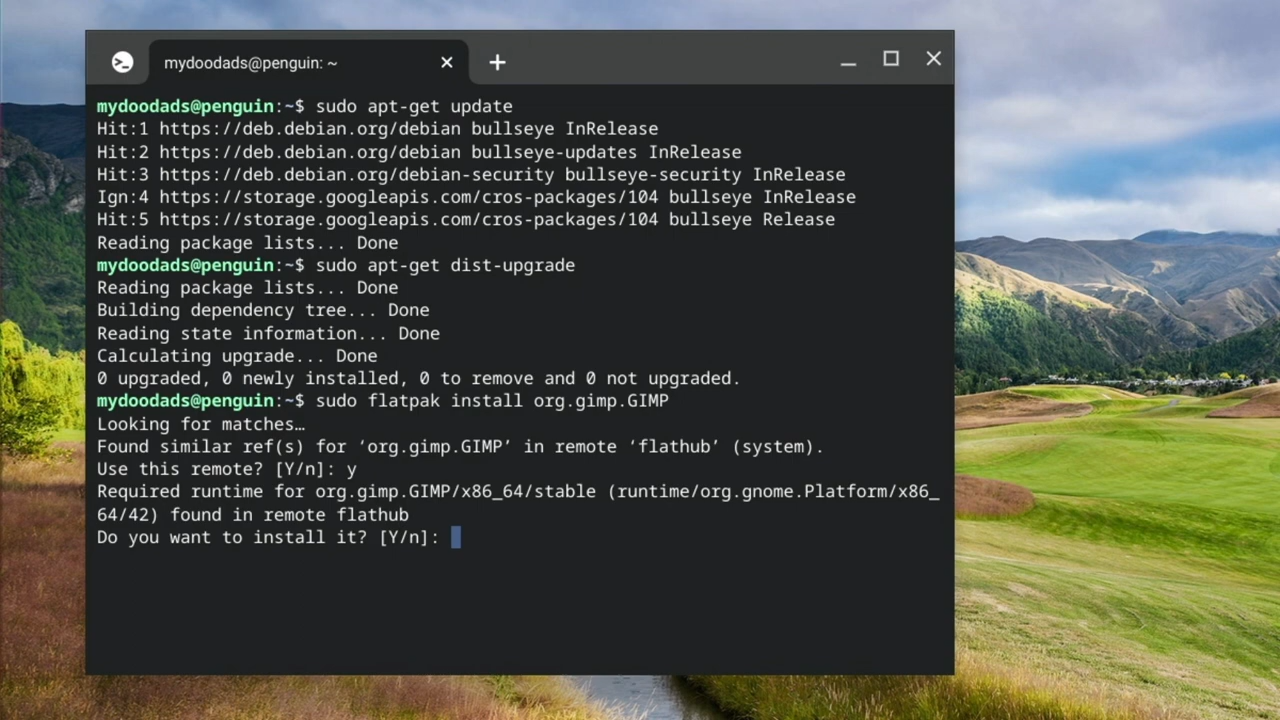 mydoodads@penguin: ~
mydoodads@penguin:~$ sudo apt-get update
Hit:1 https://deb.debian.org/debian bullseye InRelease
Hit:2 https://deb.debian.org/debian bullseye-updates InRelease
Hit:3 https://deb.debian.org/debian-security bullseye-security InRelease
Ign:4 https://storage.googleapis.com/cros-packages/104 bullseye InRelease
Hit:5 https://storage.googleapis.com/cros-packages/104 bullseye Release
Reading package lists... Done
mydoodads@penguin:~$ sudo apt-get dist-upgrade
Reading package lists... Done
Building dependency tree... Done
Reading state information... Done
Calculating upgrade... Done
0 upgraded, 0 newly installed, 0 to remove and 0 not upgraded.
mydoodads@penguin:~$ sudo flatpak install org.gimp.GIMP
Looking for matches…
Found similar ref(s) for ‘org.gimp.GIMP’ in remote ‘flathub’ (system).
Use this remote? [Y/n]: y
Required runtime for org.gimp.GIMP/x86_64/stable (runtime/org.gnome.Platform/x86_
64/42) found in remote flathub
Do you want to install it? [Y/n]: